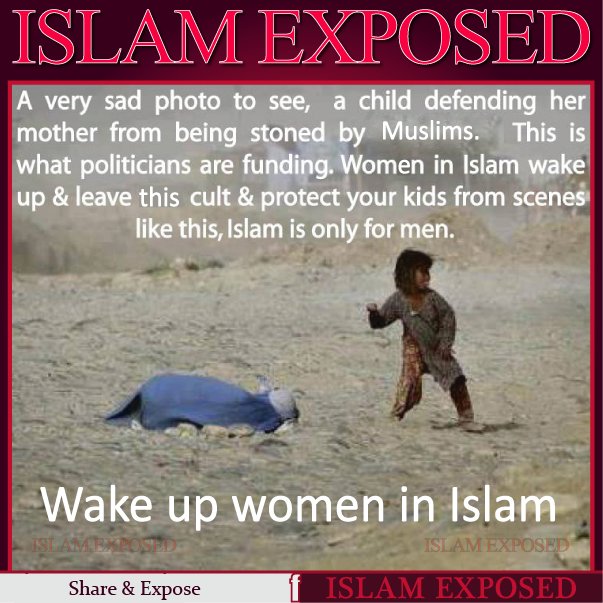 ISLAM EXPOSED
A very sad photo to see, a child defending her
mother from being stoned by Muslims. This is
what politicians are funding. Women in Islam wake
up & leave this cult & protect your kids from scenes
like this, Islam is only for men.
Wake up women in Islam
ISLAM EXPOSED ISLAM EXPOSED
Share & Expose f ISLAM EXPOSED